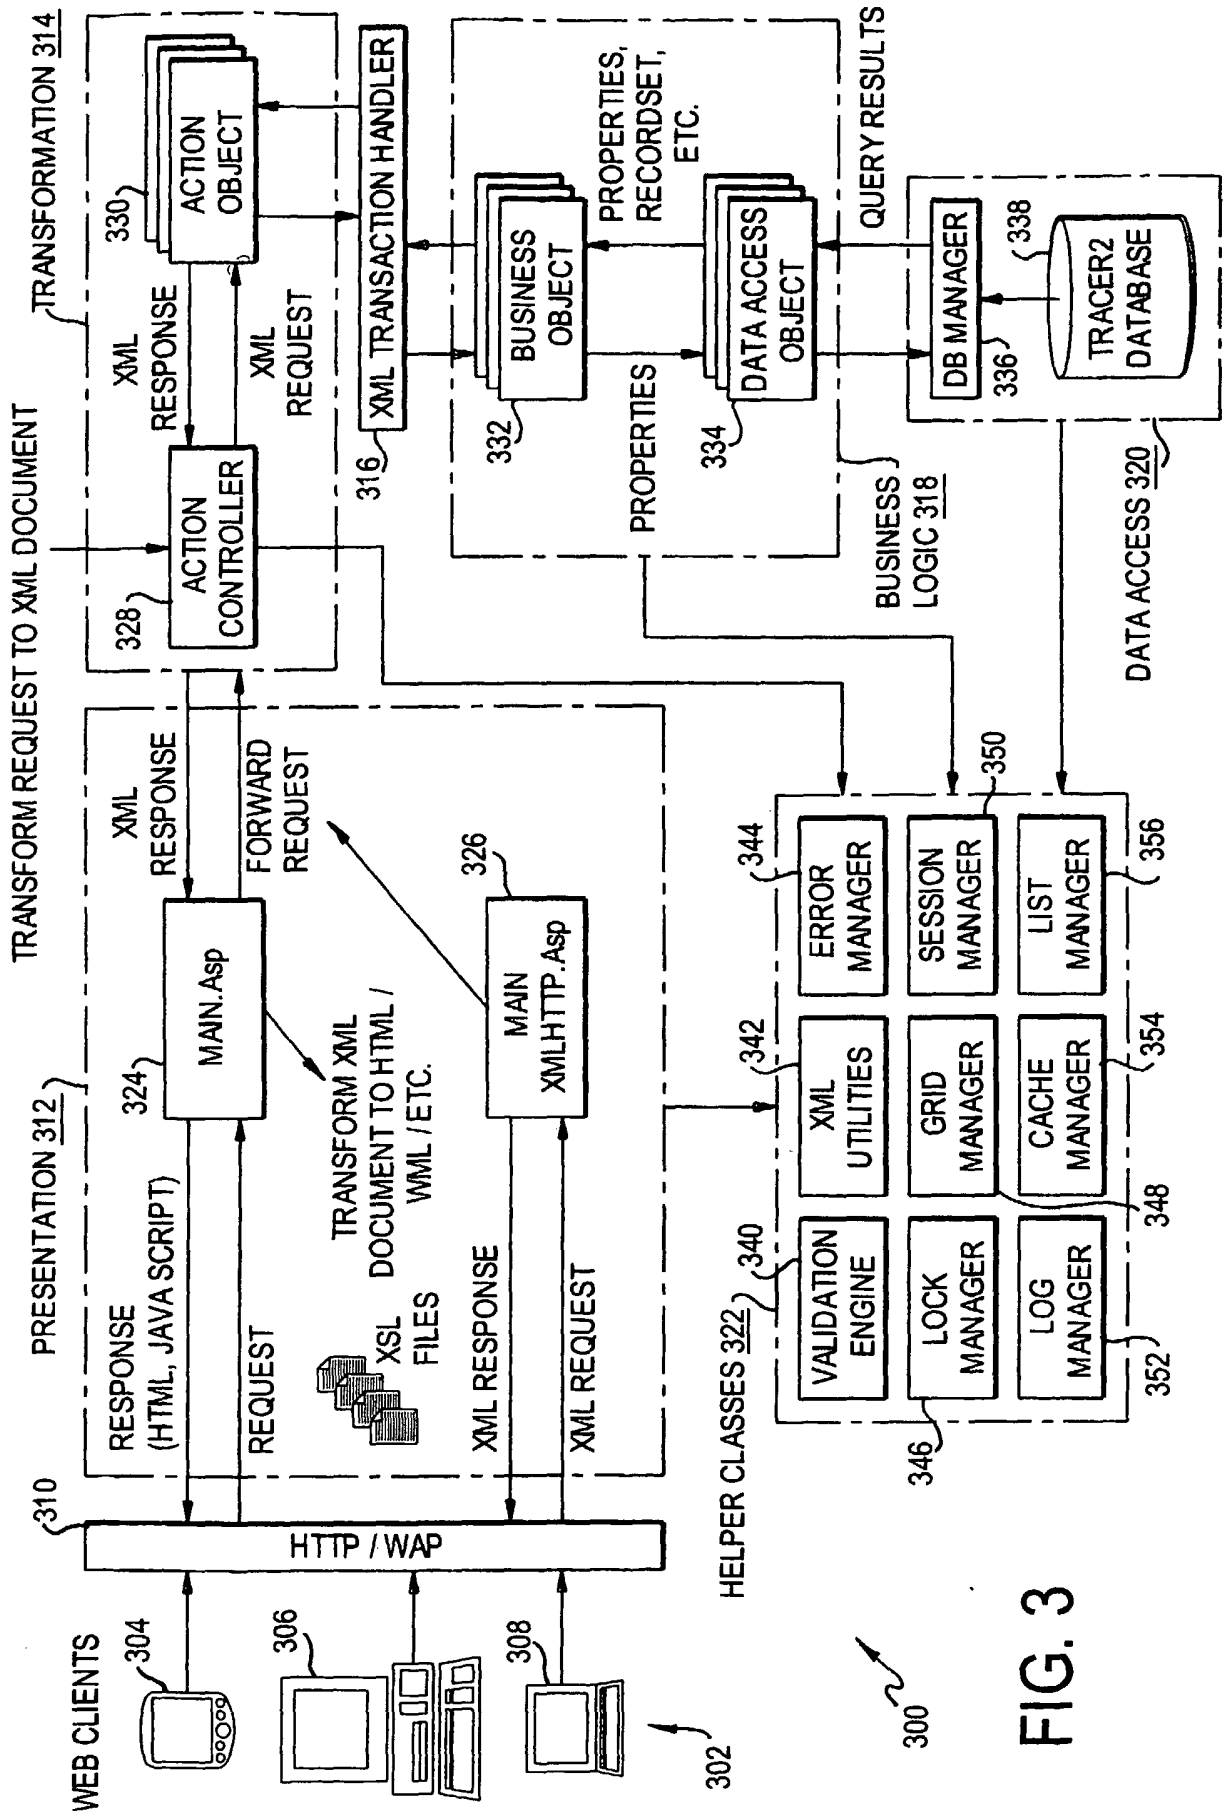 WEB CLIENTS
304
306
308
302
300
310
HTTP / WAP
PRESENTATION 312
RESPONSE
(HTML, JAVA SCRIPT)
REQUEST
324
MAIN.Asp
XSL
FILES
TRANSFORM XML
DOCUMENT TO HTML /
WML / ETC.
XML RESPONSE
XML REQUEST
MAIN
XMLHTTP.Asp
326
XML
RESPONSE
FORWARD
REQUEST
TRANSFORM REQUEST TO XML DOCUMENT
TRANSFORMATION 314
328
ACTION
CONTROLLER
XML
RESPONSE
XML
REQUEST
330
ACTION
OBJECT
316
XML TRANSACTION HANDLER
332
BUSINESS
OBJECT
PROPERTIES
PROPERTIES,
RECORDSET,
ETC.
334
DATA ACCESS
OBJECT
BUSINESS
LOGIC 318
QUERY RESULTS
DB MANAGER
336
338
TRACER2
DATABASE
DATA ACCESS 320
HELPER CLASSES 322
340
VALIDATION
ENGINE
342
XML
UTILITIES
344
ERROR
MANAGER
346
LOCK
MANAGER
348
GRID
MANAGER
350
SESSION
MANAGER
352
LOG
MANAGER
354
CACHE
MANAGER
356
LIST
MANAGER
FIG. 3